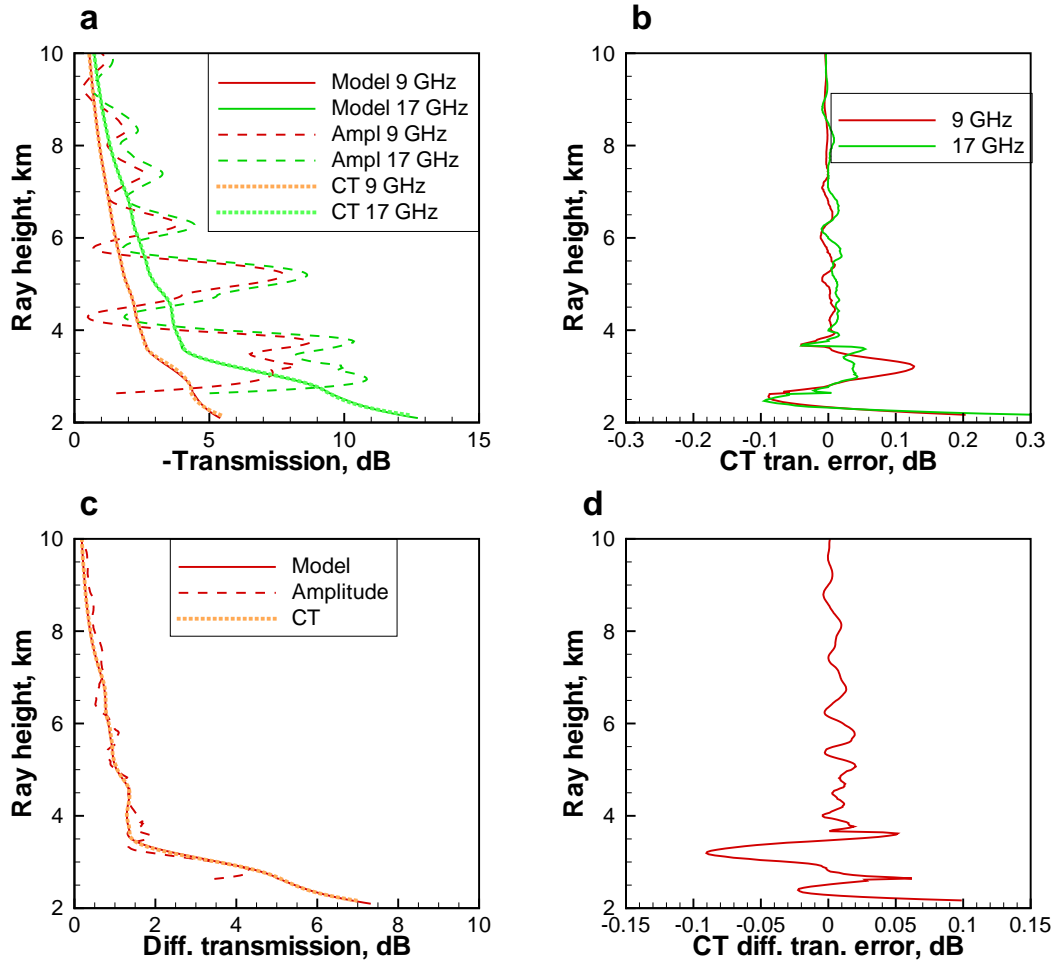 a
10
8
6
4
2
Ray height, km
Model 9 GHz
Model 17 GHz
Ampl 9 GHz
Ampl 17 GHz
CT 9 GHz
CT 17 GHz
0 5 10 15
-Transmission, dB
b
10
8
6
4
2
Ray height, km
9 GHz
17 GHz
-0.3 -0.2 -0.1 0 0.1 0.2 0.3
CT tran. error, dB
c
10
8
6
4
2
Ray height, km
Model
Amplitude
CT
0 2 4 6 8 10
Diff. transmission, dB
d
10
8
6
4
2
Ray height, km
-0.15 -0.1 -0.05 0 0.05 0.1 0.15
CT diff. tran. error, dB